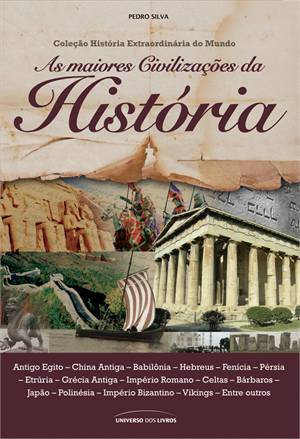 PEDRO SILVA
Coleção História Extraordinária do Mundo
As maiores Civilizações da
História
Antigo Egito – China Antiga – Babilônia – Hebreus – Fenícia – Pérsia
– Etrúria – Grécia Antiga – Império Romano – Celtas – Bárbaros –
Japão – Polinésia – Império Bizantino – Vikings – Entre outros
UNIVERSO DOS LIVROS